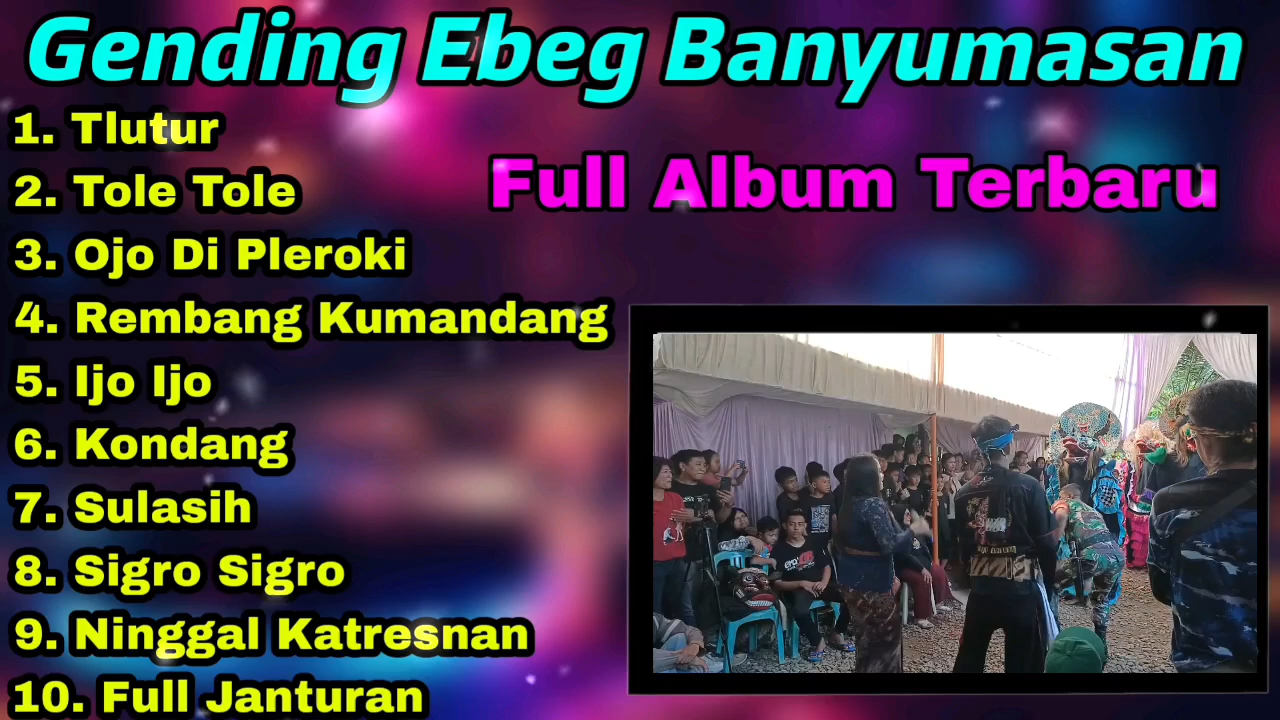 Gending Ebeg Banyumasan
Full Album Terbaru
1. Tlutur
2. Tole Tole
3. Ojo Di Pleroki
4. Rembang Kumandang
5. Ijo Ijo
6. Kondang
7. Sulasih
8. Sigro Sigro
9. Ninggal Katresnan
10. Full Janturan